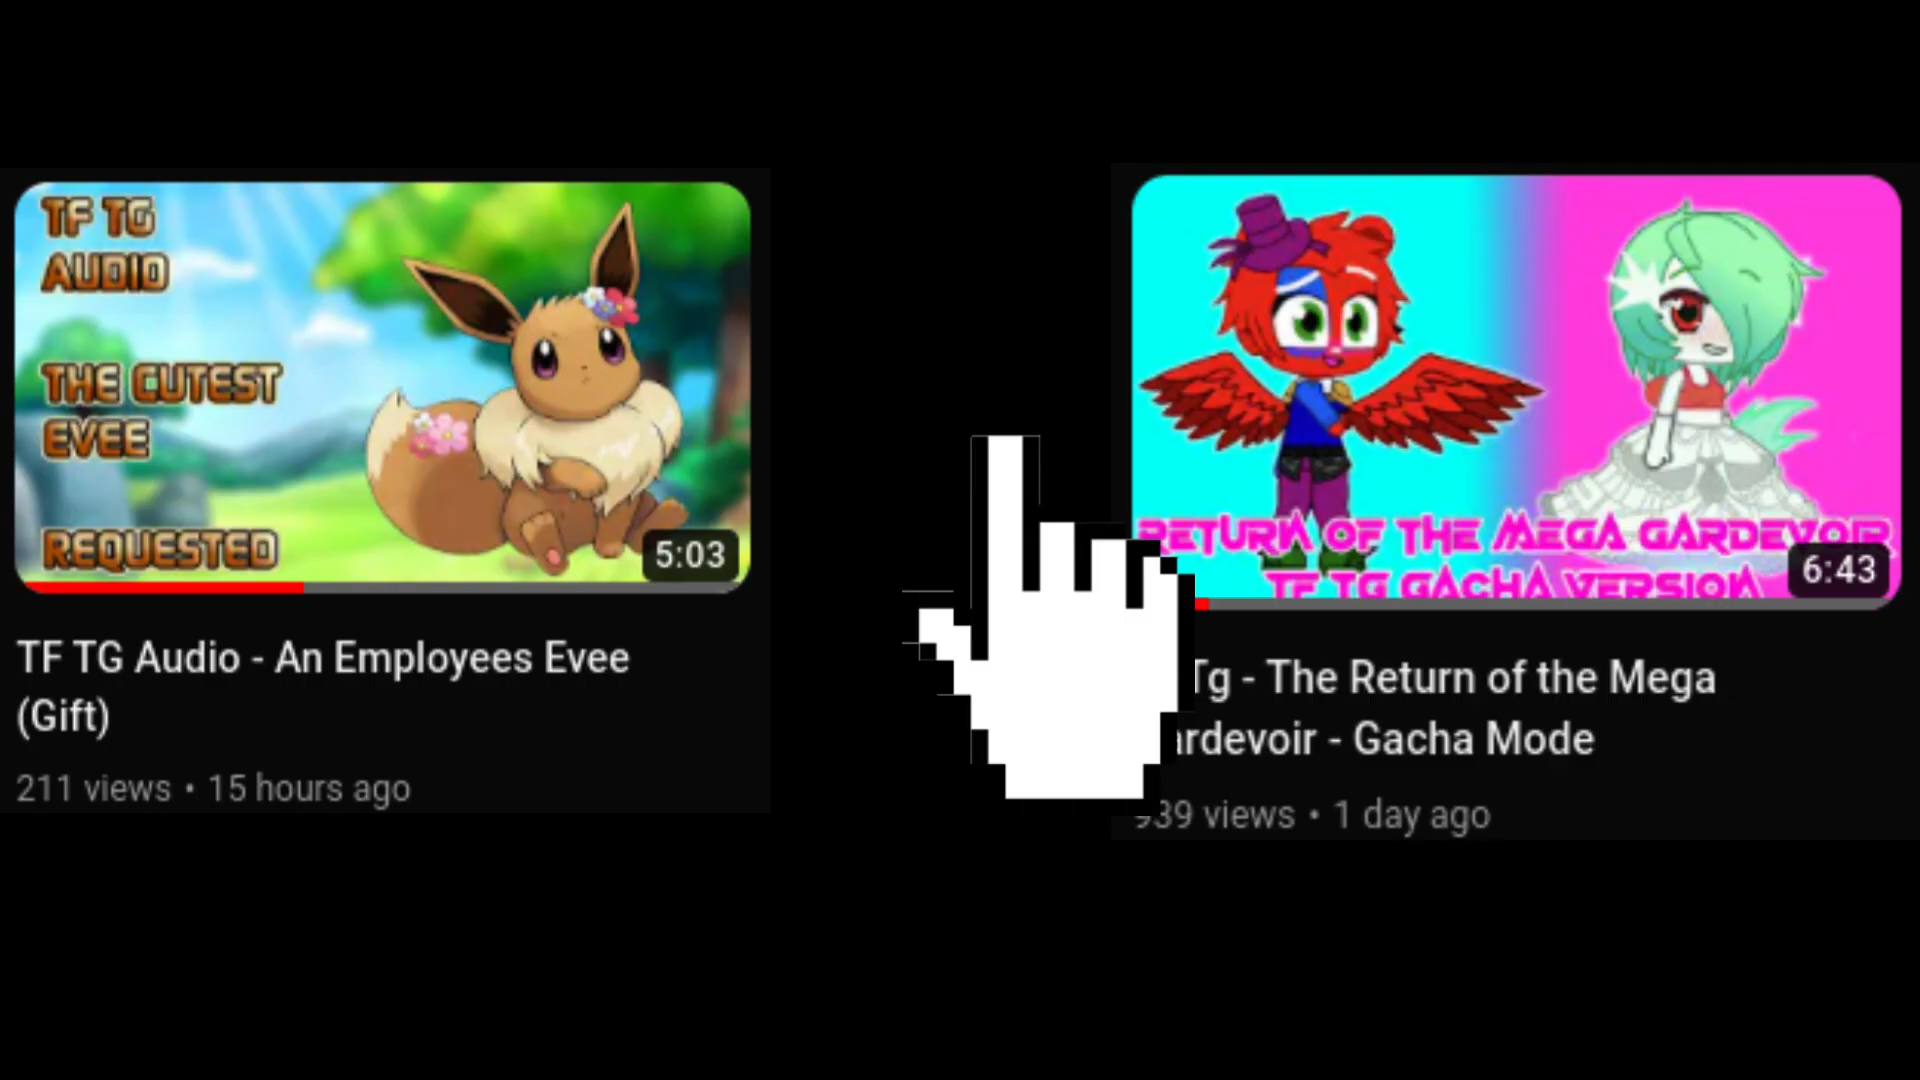 TF TG
AUDIO
THE CUTEST
EVEE
REQUESTED
5:03
TF TG Audio - An Employees Evee
(Gift)
211 views • 15 hours ago
RETURN OF THE MEGA GARDEVOIR
TF TG GACHA VERSION
6:43
Tg - The Return of the Mega
ardevoir - Gacha Mode
939 views • 1 day ago